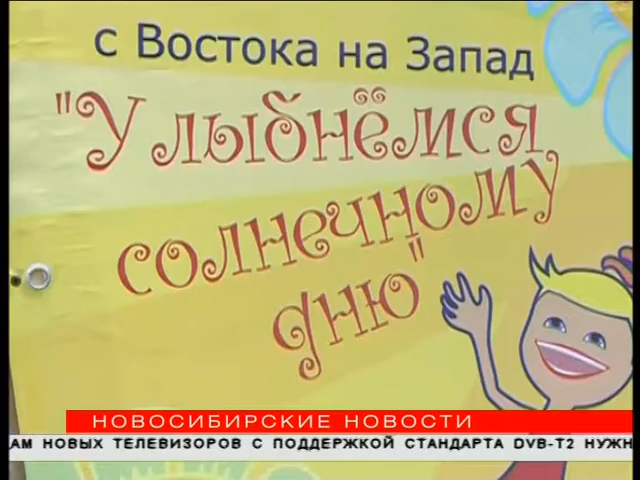 с Востока на Запад
"Улыбнёмся
солнечному
дню"
НОВОСИБИРСКИЕ НОВОСТИ
АМ НОВЫХ ТЕЛЕВИЗОРОВ С ПОДДЕРЖКОЙ СТАНДАРТА DVB-T2 НУЖН